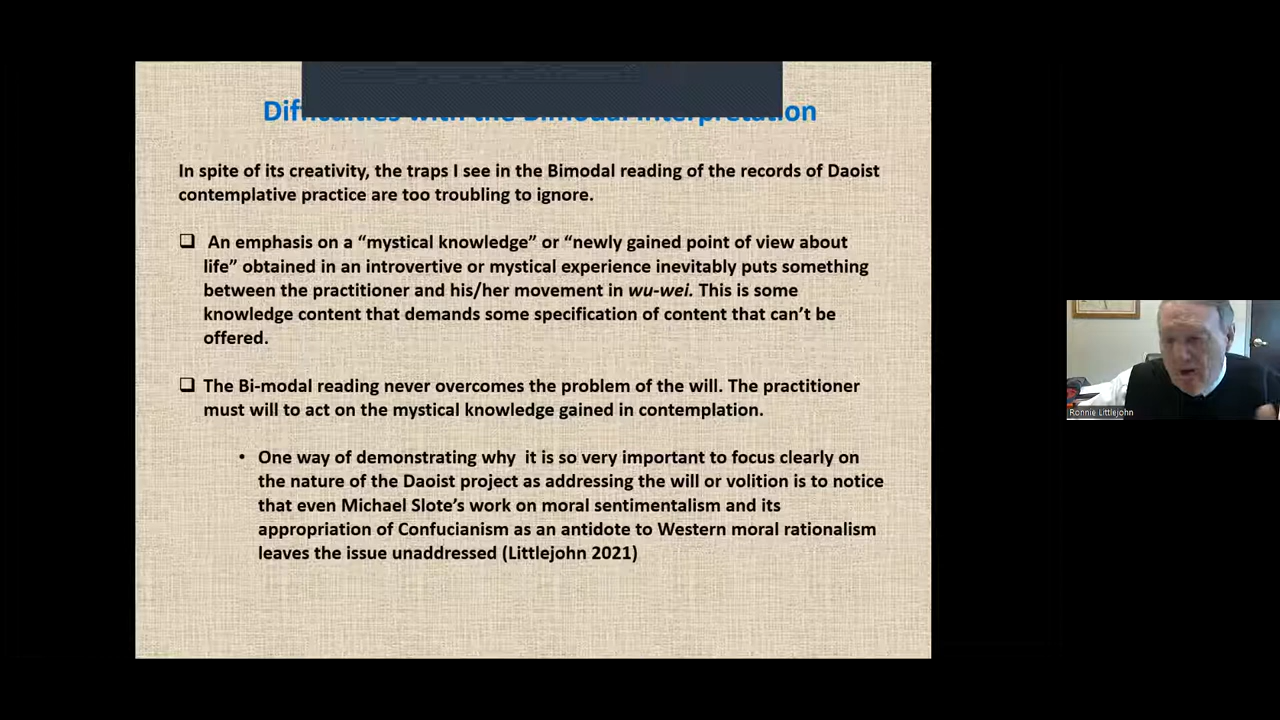 Difficulties with the Bimodal Interpretation
In spite of its creativity, the traps I see in the Bimodal reading of the records of Daoist
contemplative practice are too troubling to ignore.
❑ An emphasis on a “mystical knowledge” or “newly gained point of view about
life” obtained in an introvertive or mystical experience inevitably puts something
between the practitioner and his/her movement in wu-wei. This is some
knowledge content that demands some specification of content that can’t be
offered.
❑ The Bi-modal reading never overcomes the problem of the will. The practitioner
must will to act on the mystical knowledge gained in contemplation.
• One way of demonstrating why it is so very important to focus clearly on
the nature of the Daoist project as addressing the will or volition is to notice
that even Michael Slote’s work on moral sentimentalism and its
appropriation of Confucianism as an antidote to Western moral rationalism
leaves the issue unaddressed (Littlejohn 2021)
Ronnie Littlejohn